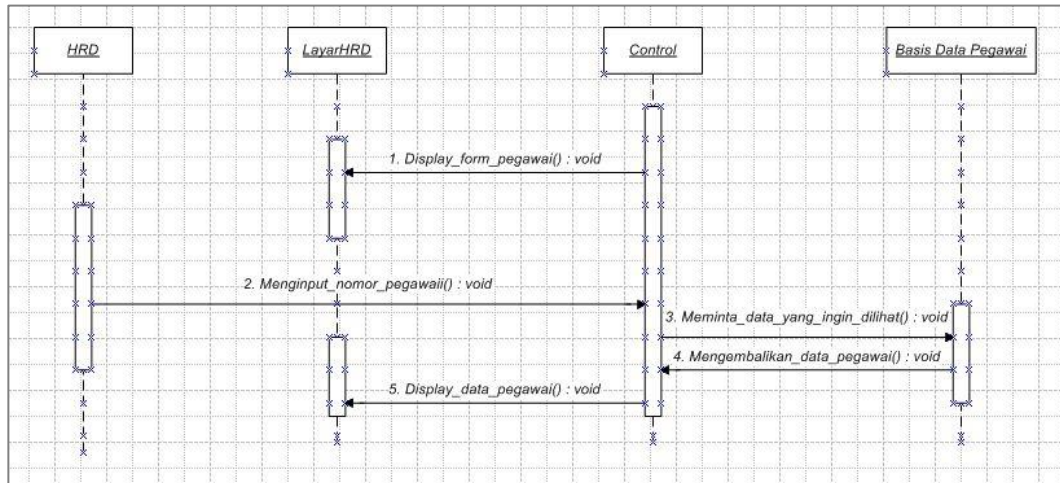 HRD
LayarHRD
Control
Basis Data Pegawai
1. Display_form_pegawai() : void
2. Menginput_nomor_pegawaii() : void
3. Meminta_data_yang_ingin_dilihat() : void
4. Mengembalikan_data_pegawai() : void
5. Display_data_pegawai() : void